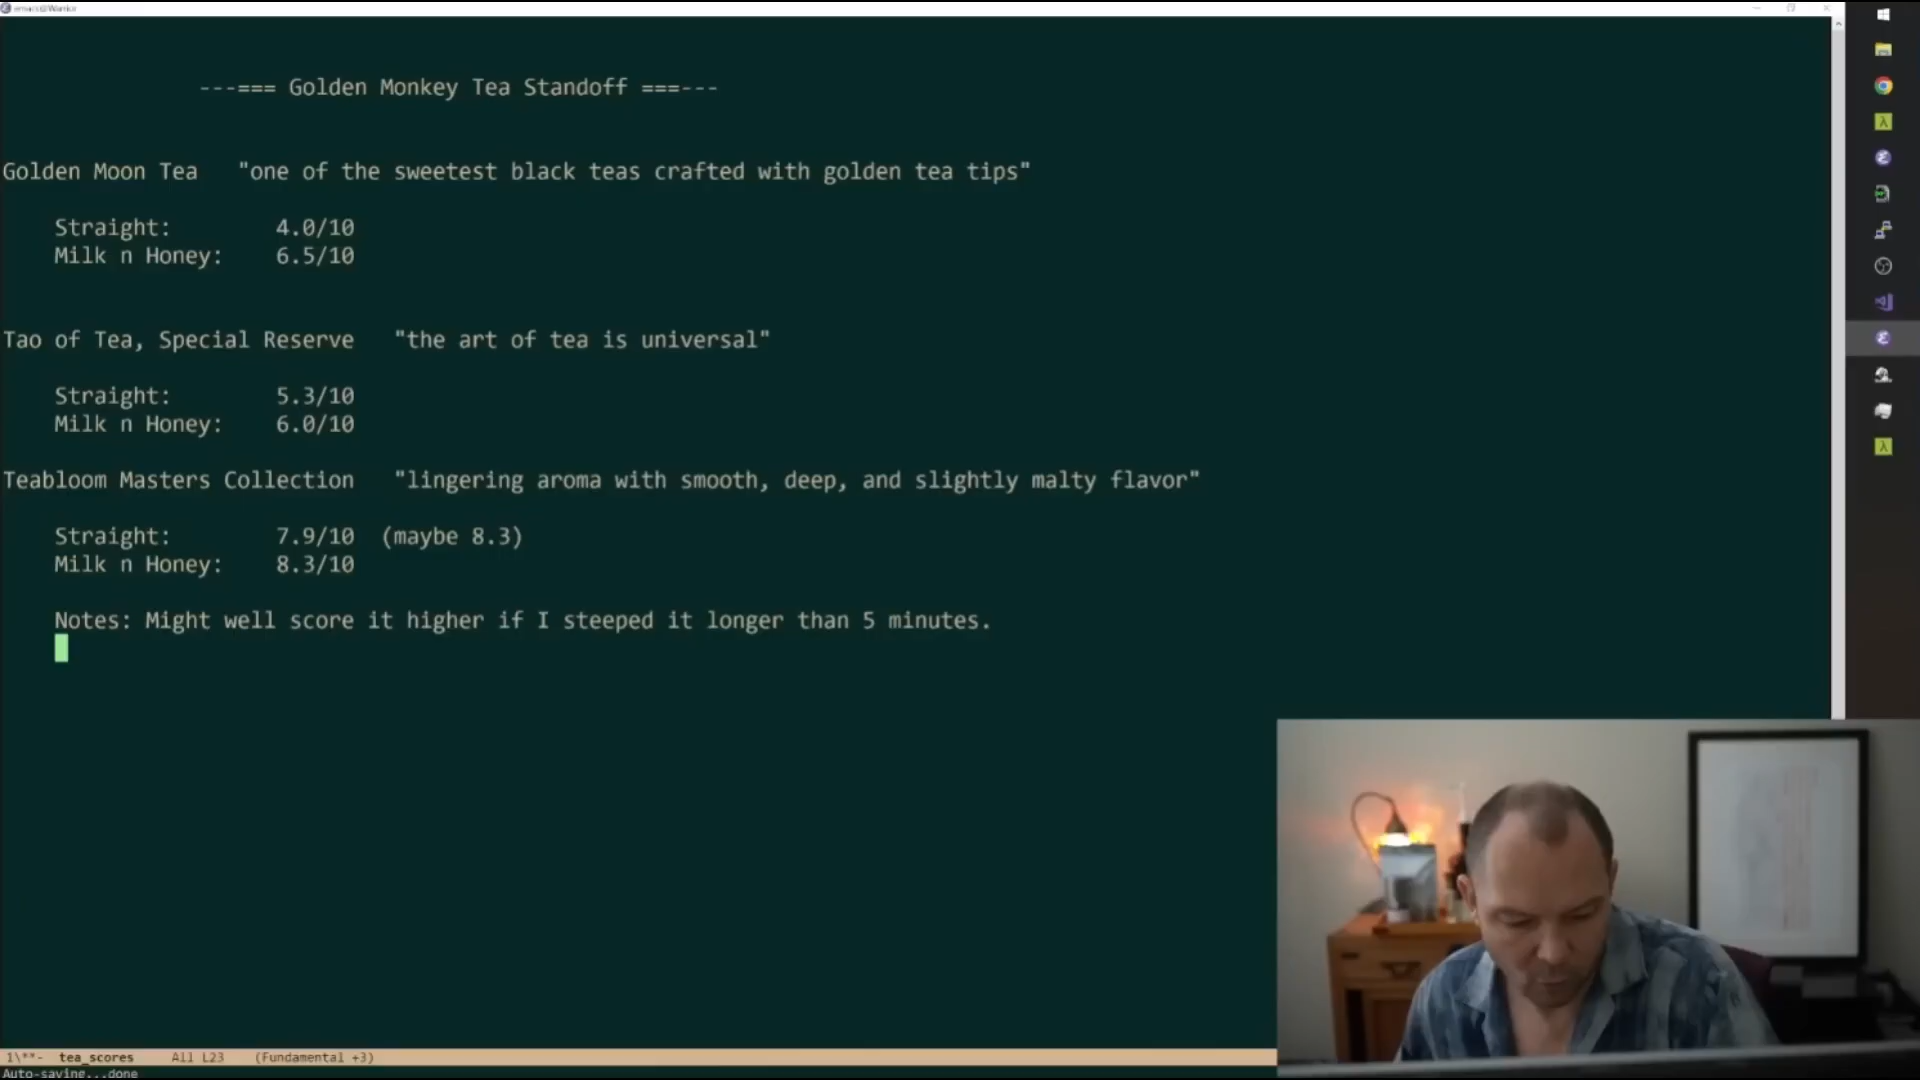 emacs@Warrior
---=== Golden Monkey Tea Standoff ===---
Golden Moon Tea "one of the sweetest black teas crafted with golden tea tips"
Straight: 4.0/10
Milk n Honey: 6.5/10
Tao of Tea, Special Reserve "the art of tea is universal"
Straight: 5.3/10
Milk n Honey: 6.0/10
Teabloom Masters Collection "lingering aroma with smooth, deep, and slightly malty flavor"
Straight: 7.9/10 (maybe 8.3)
Milk n Honey: 8.3/10
Notes: Might well score it higher if I steeped it longer than 5 minutes.
1\**- tea_scores All L23 (Fundamental +3)
Auto-saving...done